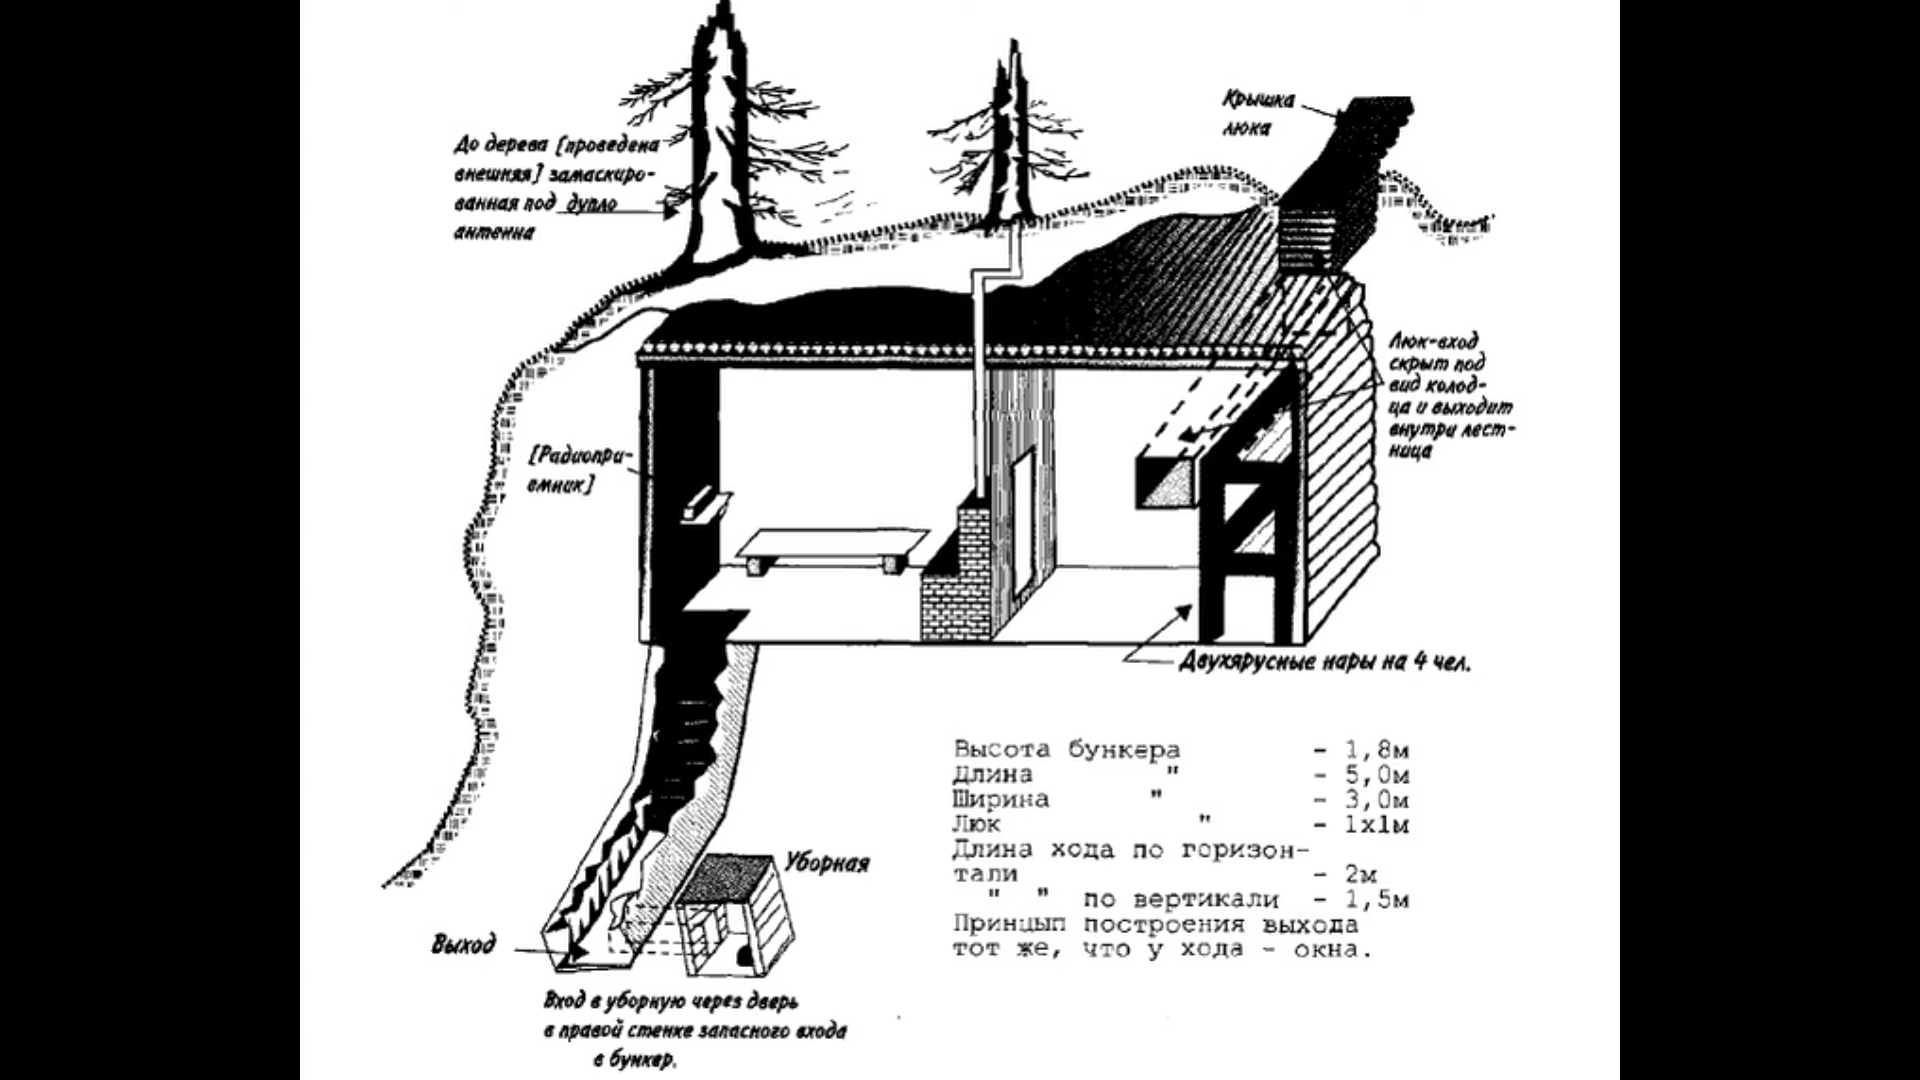 Крышка
люка
До дерева [проведена
внешняя] замаскиро-
ванная под дупло
антенна
Люк-вход
скрыт под
вид колод-
ца и выходит
внутри лест-
ница
[Радиопри-
емник]
Двухярусные нары на 4 чел.
Высота бункера - 1,8м
Длина " - 5,0м
Ширина " - 3,0м
Люк " - 1х1м
Длина хода по горизон-
тали - 2м
" " по вертикали - 1,5м
Принцып построения выхода
тот же, что у хода - окна.
Уборная
Выход
Вход в уборную через дверь
в правой стенке запасного входа
в бункер.